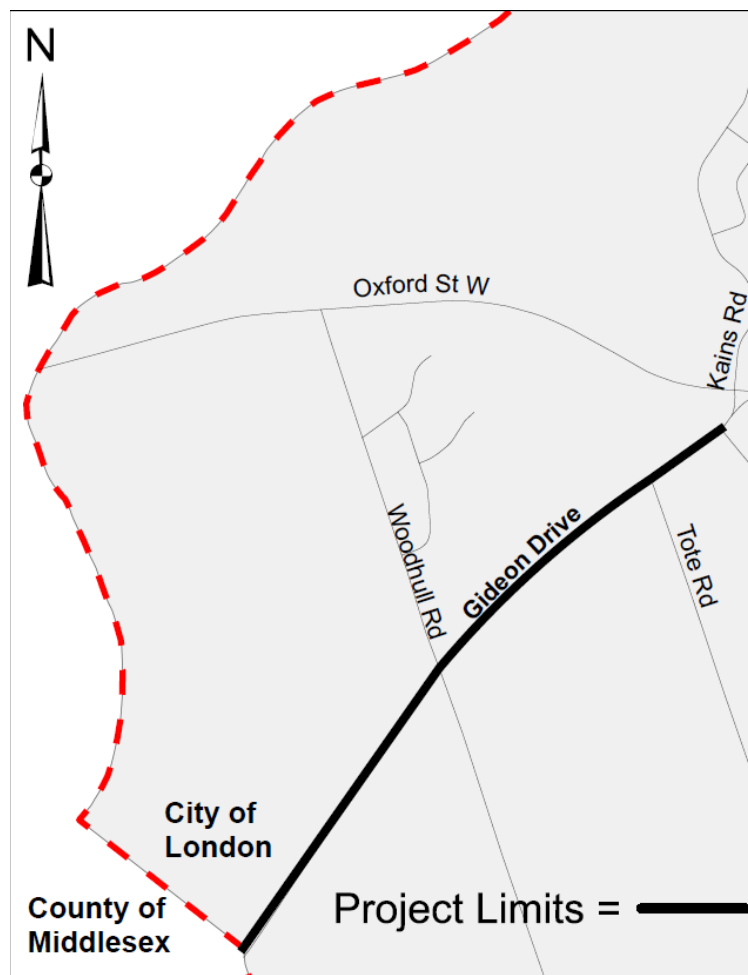 N
Oxford St W
Kains Rd
Woodhull Rd
Gideon Drive
Tote Rd
City of
London
County of
Middlesex
Project Limits =